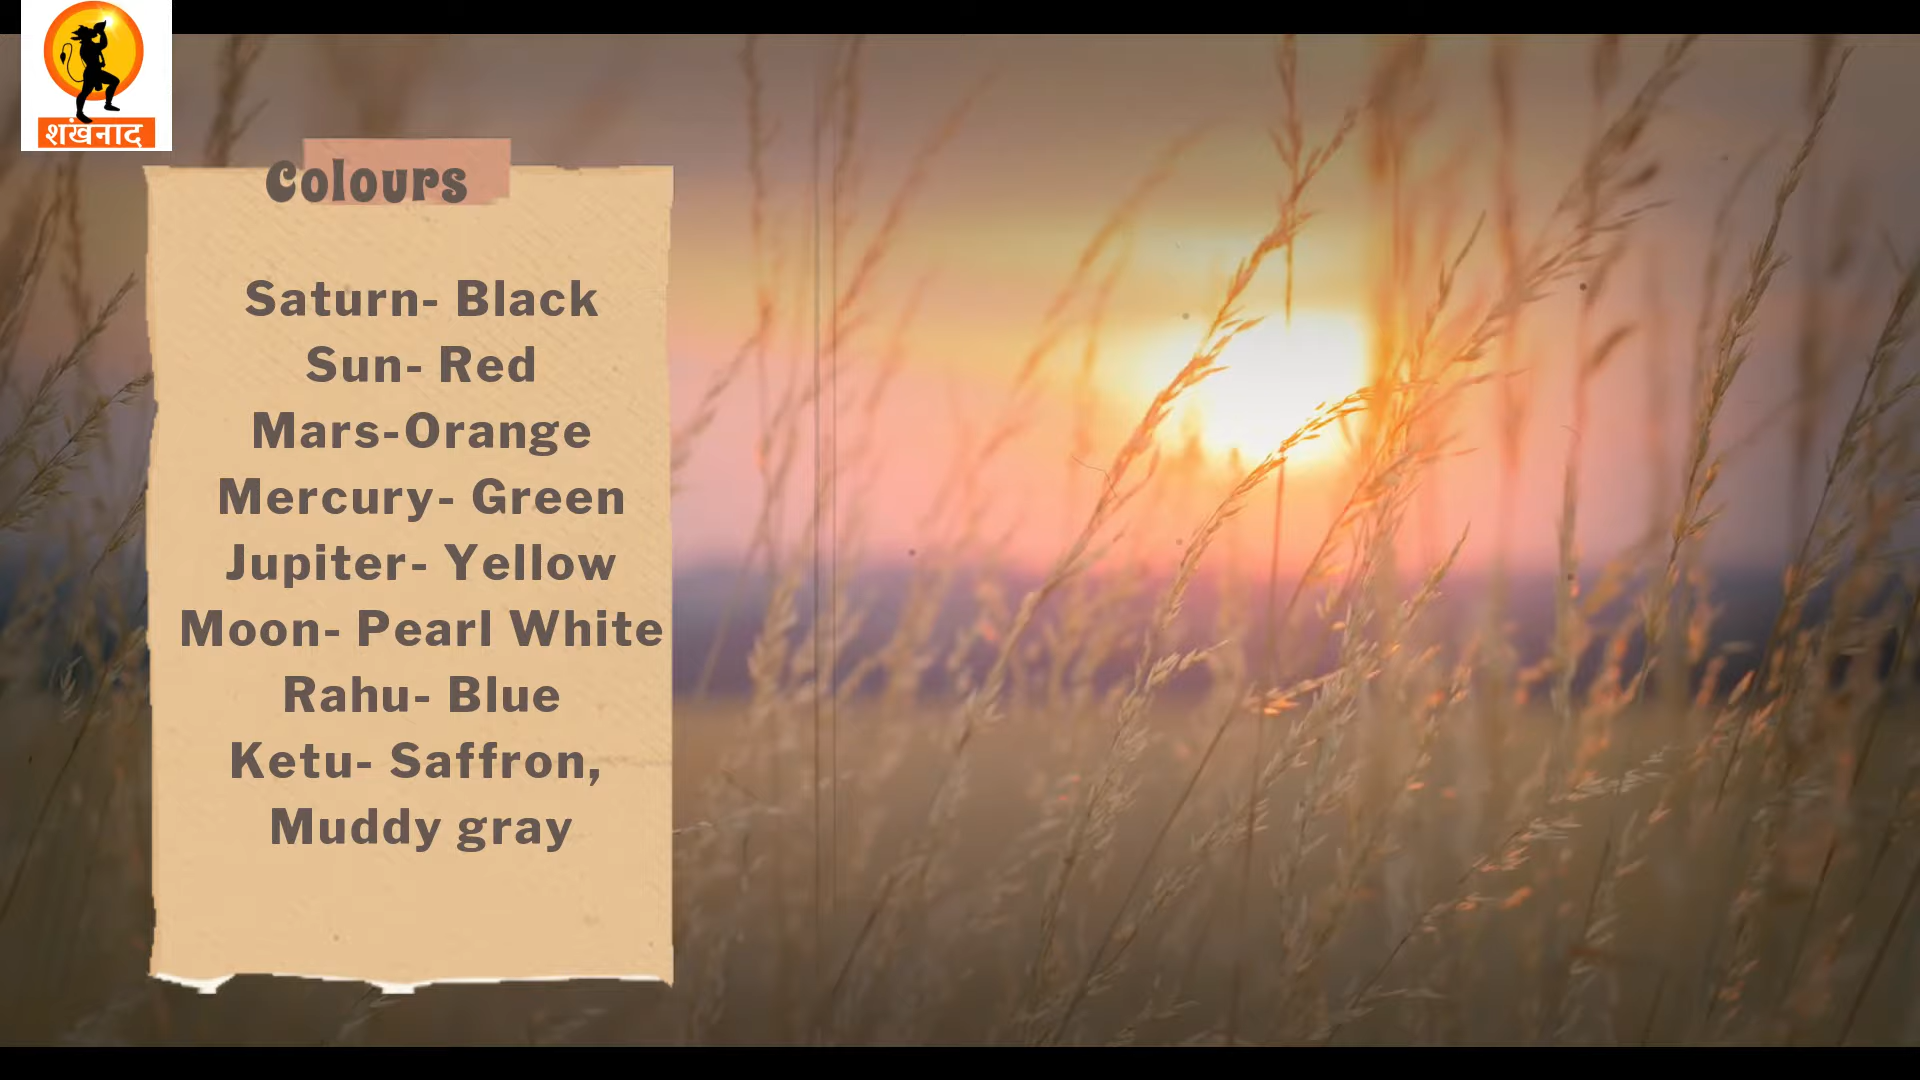 शंखनाद
Colours
Saturn- Black
Sun- Red
Mars-Orange
Mercury- Green
Jupiter- Yellow
Moon- Pearl White
Rahu- Blue
Ketu- Saffron,
Muddy gray